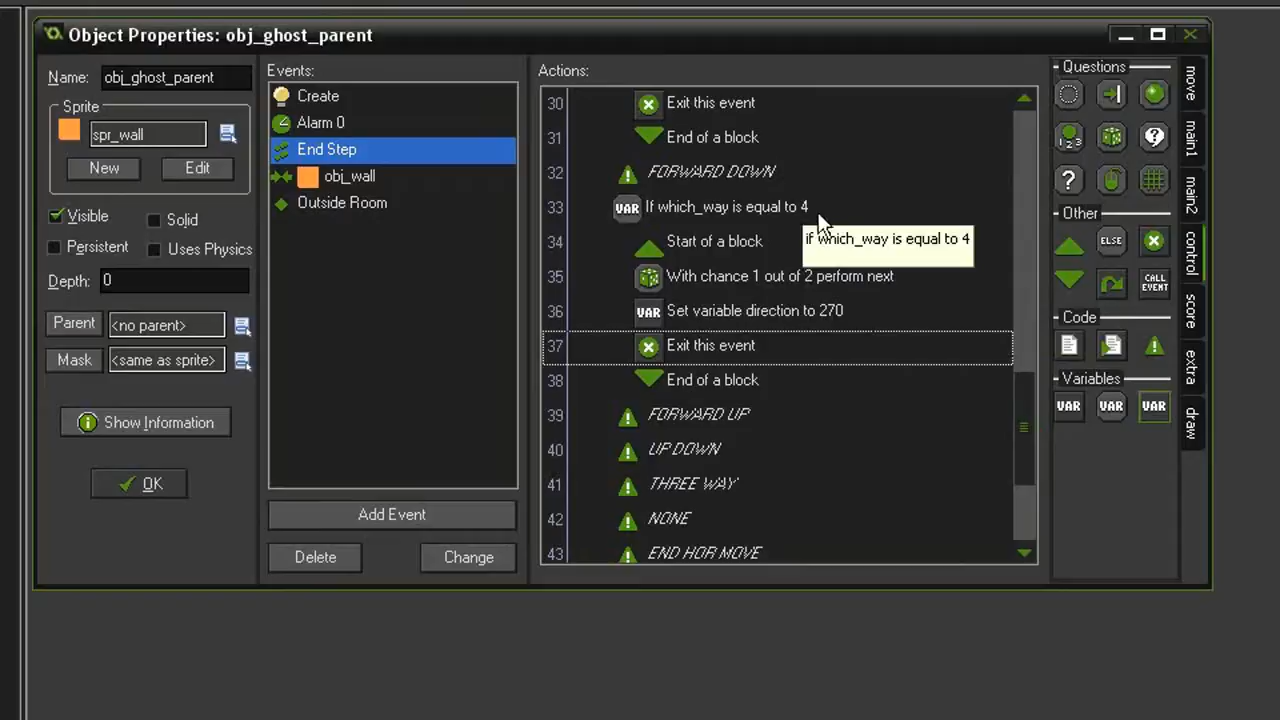 Object Properties: obj_ghost_parent
Name: obj_ghost_parent
Sprite
spr_wall
New Edit
Visible Solid
Persistent Uses Physics
Depth: 0
Parent <no parent>
Mask <same as sprite>
Show Information
OK
Events:
Create
Alarm 0
End Step
obj_wall
Outside Room
Add Event
Delete Change
Actions:
30 Exit this event
31 End of a block
32 FORWARD DOWN
33 VAR If which_way is equal to 4
if which_way is equal to 4
34 Start of a block
35 With chance 1 out of 2 perform next
36 VAR Set variable direction to 270
37 Exit this event
38 End of a block
39 FORWARD UP
40 UP DOWN
41 THREE WAY
42 NONE
43 END HOR MOVE
Questions
1 2 3 ?
?
Other
ELSE
CALL EVENT
Code
Variables
VAR VAR VAR
move
main1
main2
control
score
extra
draw